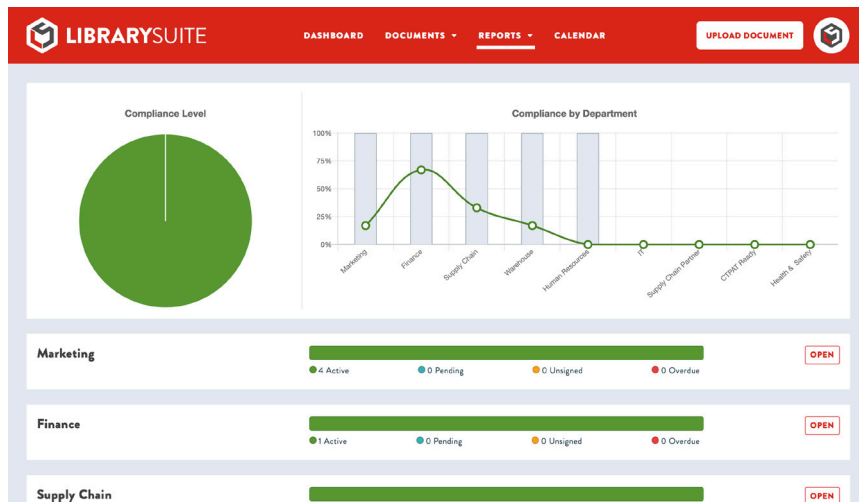 LIBRARYSUITE
DASHBOARD DOCUMENTS REPORTS CALENDAR UPLOAD DOCUMENT
Compliance Level
Compliance by Department
100%
75%
50%
25%
0%
Marketing Finance Supply Chain Warehouse Human Resources IT Supply Chain Partner CTPAT Ready Health & Safety
Marketing OPEN
4 Active 0 Pending 0 Unsigned 0 Overdue
Finance OPEN
1 Active 0 Pending 0 Unsigned 0 Overdue
Supply Chain OPEN